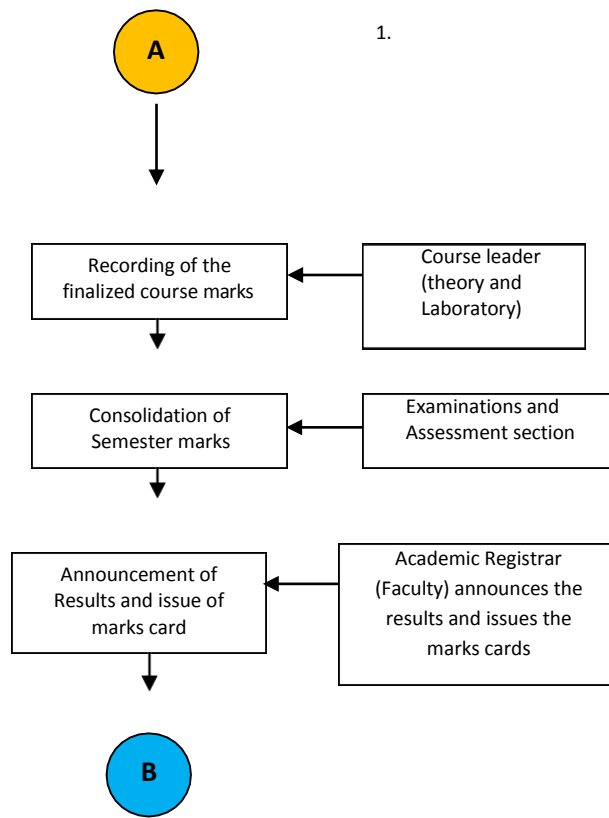 A
1.
Recording of the
finalized course marks
Course leader
(theory and
Laboratory)
Consolidation of
Semester marks
Examinations and
Assessment section
Announcement of
Results and issue of
marks card
Academic Registrar
(Faculty) announces the
results and issues the
marks cards
B